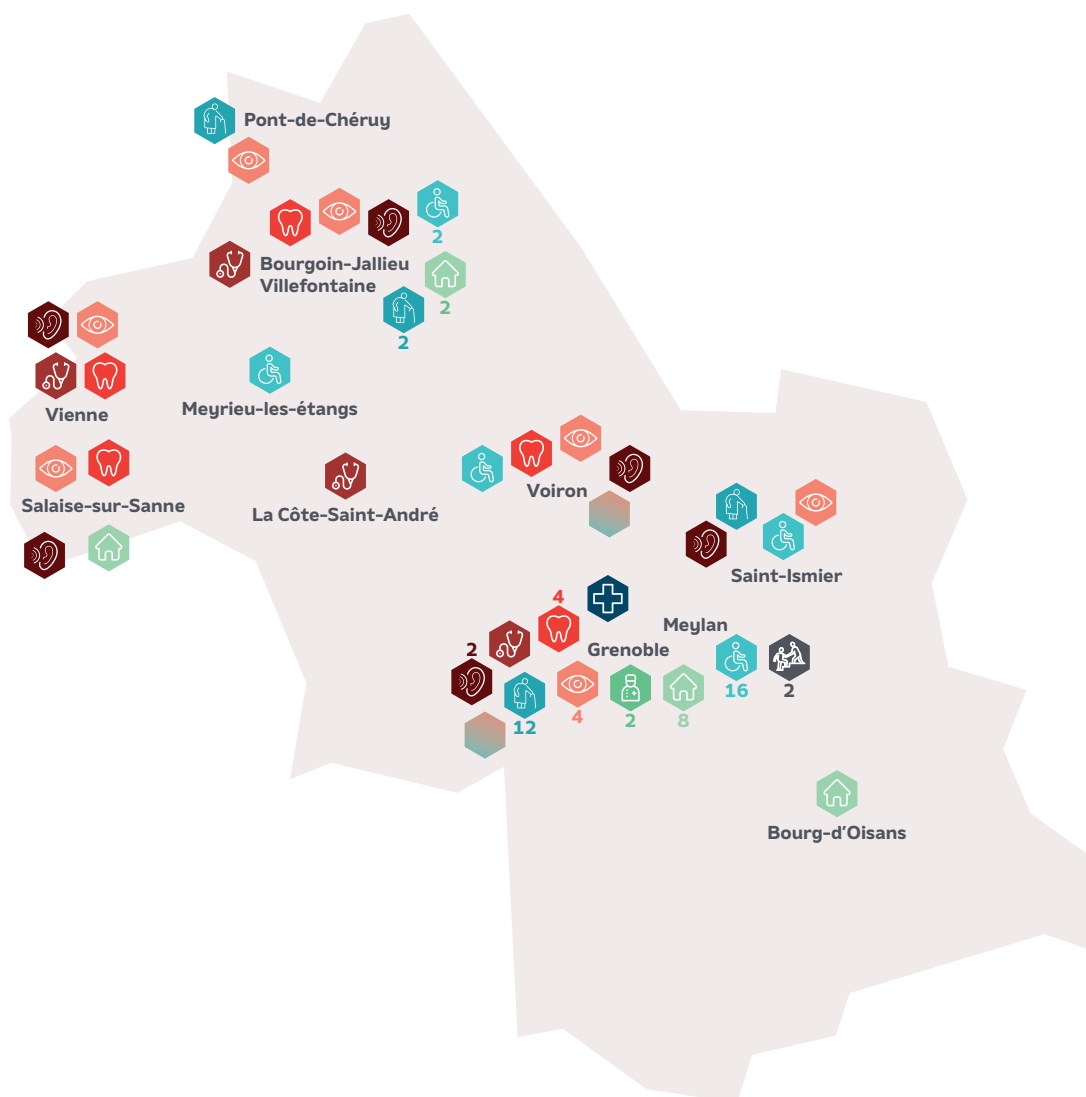 Pont-de-Chéruy
2
Bourgoin-Jallieu
Villefontaine
2
2
Vienne
Meyrieu-les-étangs
Salaise-sur-Sanne
La Côte-Saint-André
Voiron
Saint-Ismier
4
Meylan
2
Grenoble
16
2
12
4
2
8
Bourg-d'Oisans